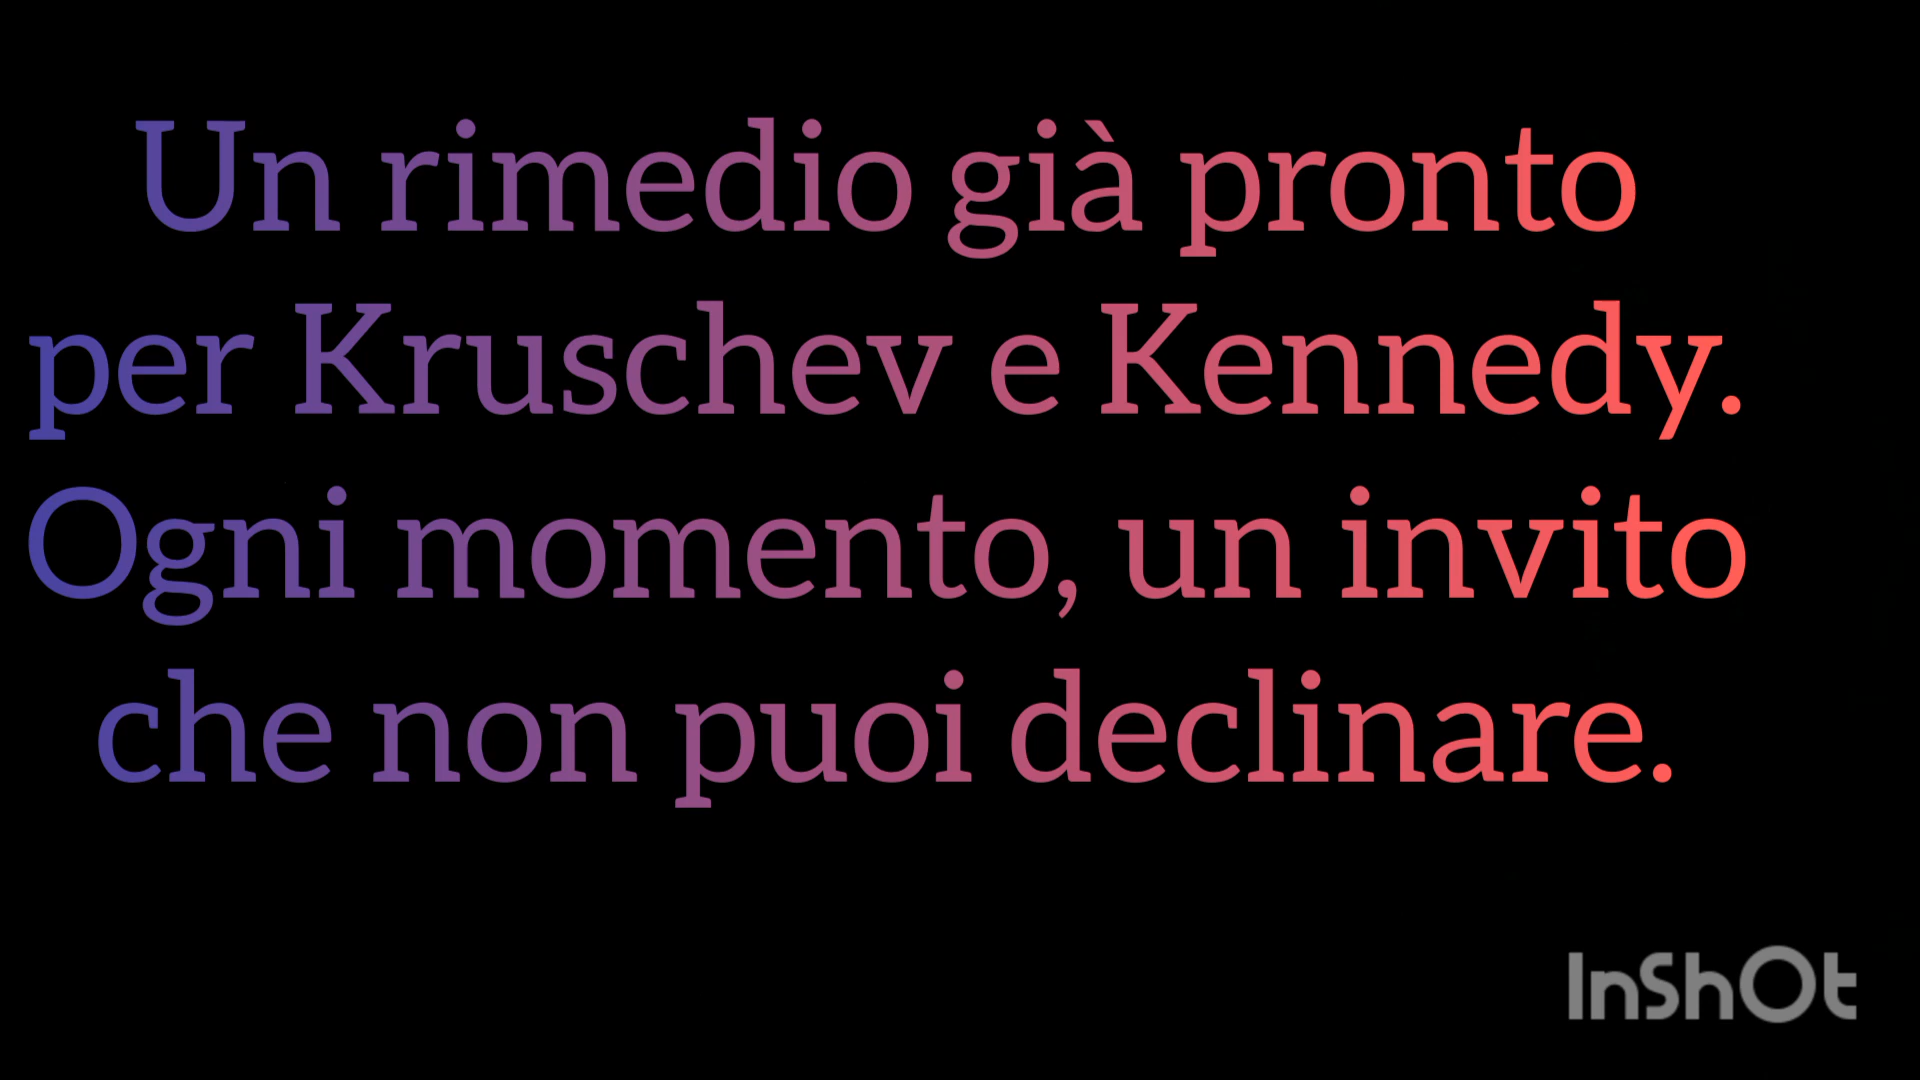 Un rimedio già pronto
per Kruschev e Kennedy.
Ogni momento, un invito
che non puoi declinare.
InShOt